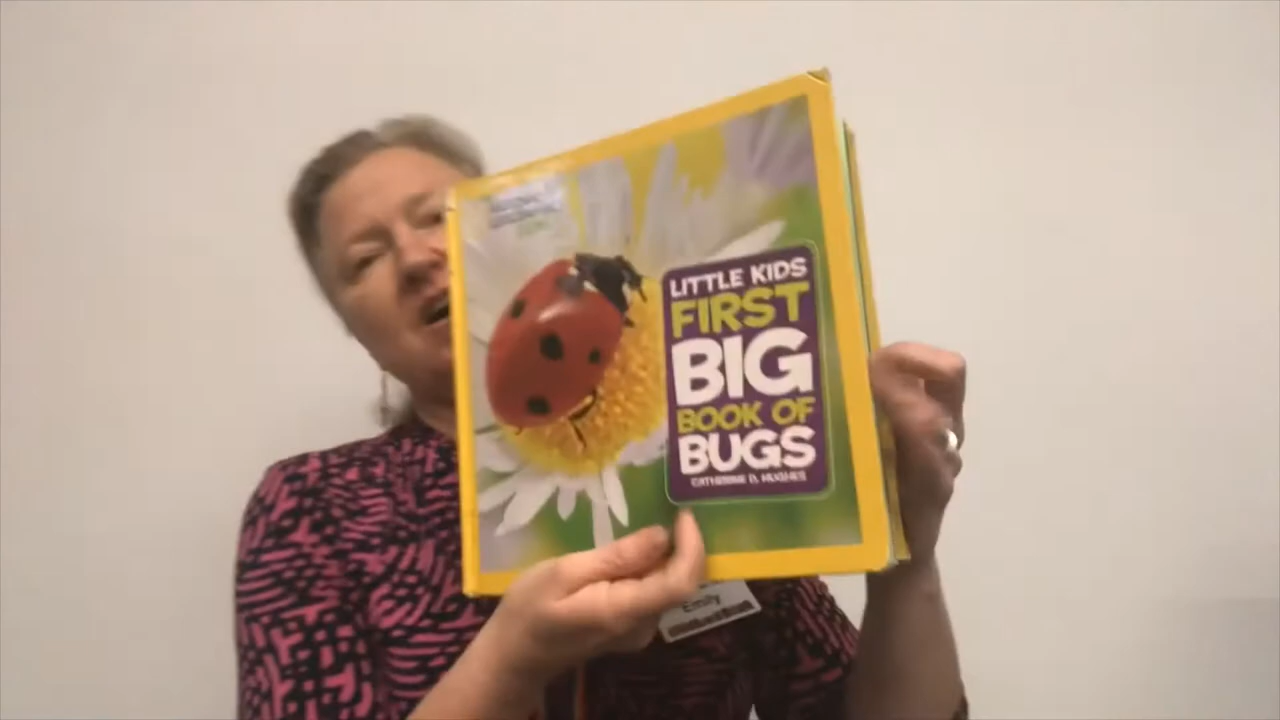 LITTLE KIDS
FIRST
BIG
BOOK OF
BUGS
CATHERINE D. HUGHES
Emily